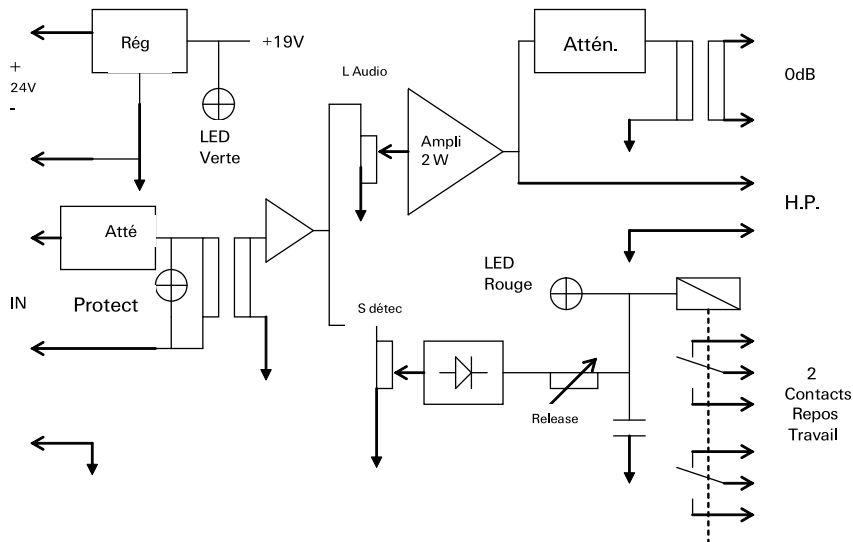 Rég
+19V
+
24V
-
LED
Verte
L Audio
Ampli
2 W
Attén.
0dB
H.P.
Atté
IN
Protect
LED
Rouge
S détec
Release
2
Contacts
Repos
Travail